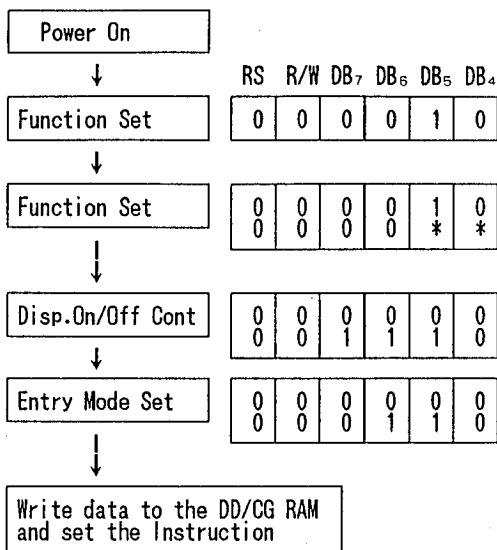 Power On
RS R/W DB₇ DB₆ DB₅ DB₄
Function Set 0 0 0 0 1 0
Function Set 0 0 0 0 1 0
0 0 0 0 * *
Disp.On/Off Cont 0 0 0 0 0 0
0 0 1 1 1 0
Entry Mode Set 0 0 0 0 0 0
0 0 0 1 1 0
Write data to the DD/CG RAM
and set the Instruction